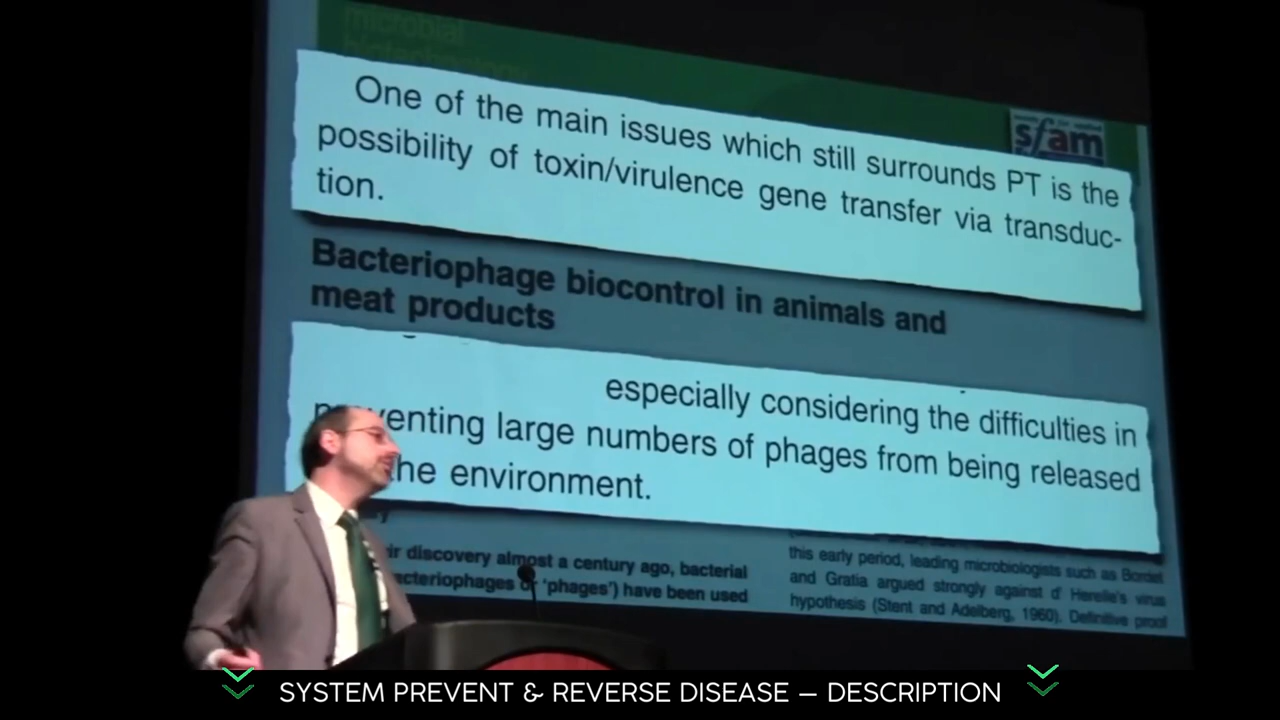 microbial
biotechnology
sfam
One of the main issues which still surrounds PT is the
possibility of toxin/virulence gene transfer via transduc-
tion.
Bacteriophage biocontrol in animals and
meat products
especially considering the difficulties in
venting large numbers of phages from being released
the environment.
discovery almost a century ago, bacterial
'phages') have been used
this early period, leading microbiologists such as Bordet
and Gratia argued strongly against d' Herelle's virus
hypothesis (Stent and Adelberg, 1960). Definitive proof
SYSTEM PREVENT & REVERSE DISEASE – DESCRIPTION